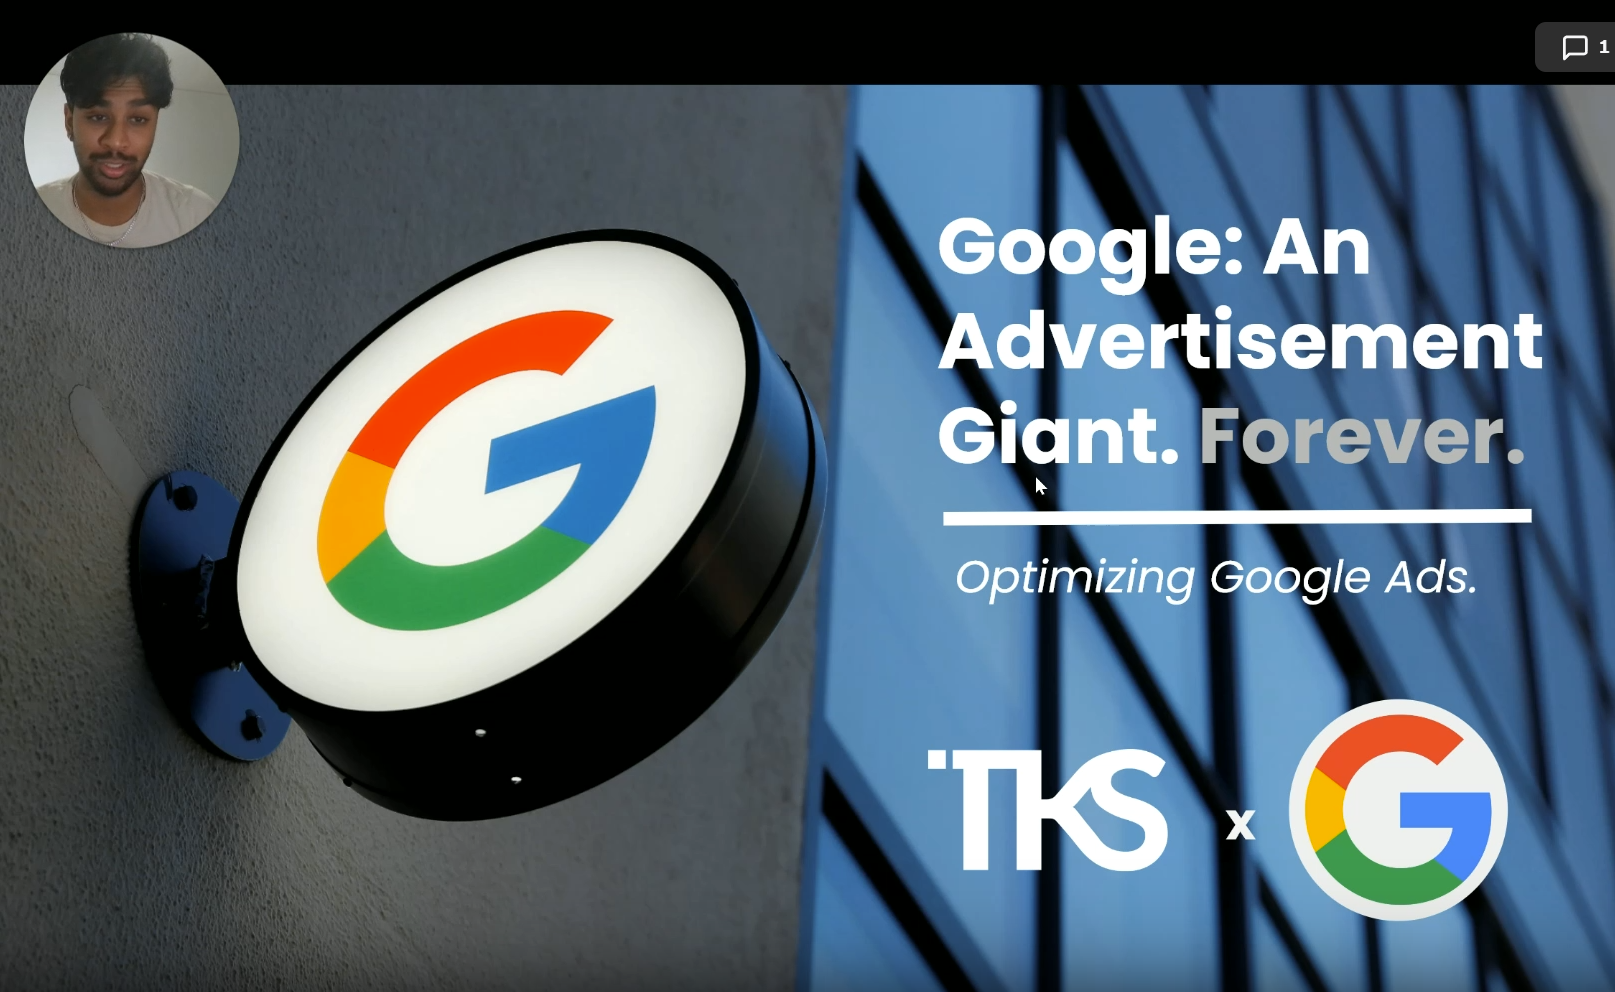 1
Google: An
Advertisement
Giant. Forever.
Optimizing Google Ads.
TKS x G